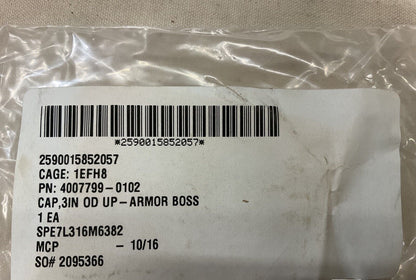 *2590015852057*
2590015852057
CAGE: 1EFH8
PN: 4007799-0102
CAP,3IN OD UP-ARMOR BOSS
1 EA
SPE7L316M6382
MCP - 10/16
SO# 2095366